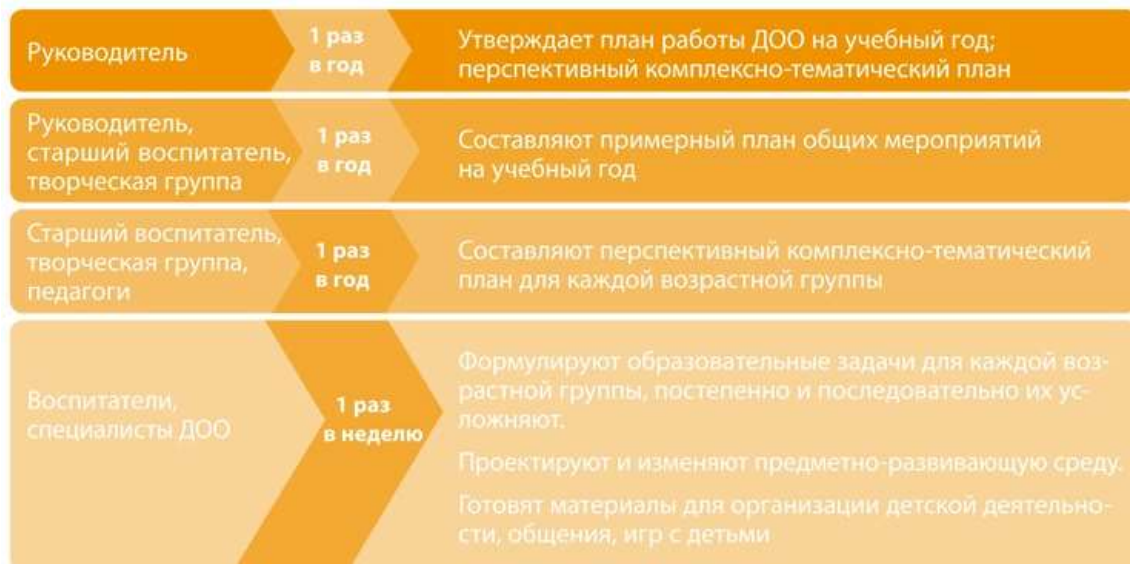 Руководитель
1 раз
в год
Утверждает план работы ДОО на учебный год;
перспективный комплексно-тематический план
Руководитель,
старший воспитатель,
творческая группа
1 раз
в год
Составляют примерный план общих мероприятий
на учебный год
Старший воспитатель,
творческая группа,
педагоги
1 раз
в год
Составляют перспективный комплексно-тематический
план для каждой возрастной группы
Воспитатели,
специалисты ДОО
1 раз
в неделю
Формулируют образовательные задачи для каждой воз-
растной группы, постепенно и последовательно их ус-
ложняют.
Проектируют и изменяют предметно-развивающую среду.
Готовят материалы для организации детской деятельно-
сти, общения, игр с детьми